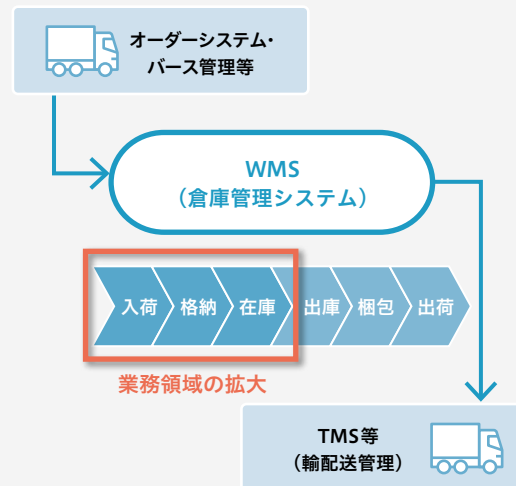 オーダーシステム・
バース管理等
WMS
（倉庫管理システム）
入荷 格納 在庫 出庫 梱包 出荷
業務領域の拡大
TMS等
（輸配送管理）